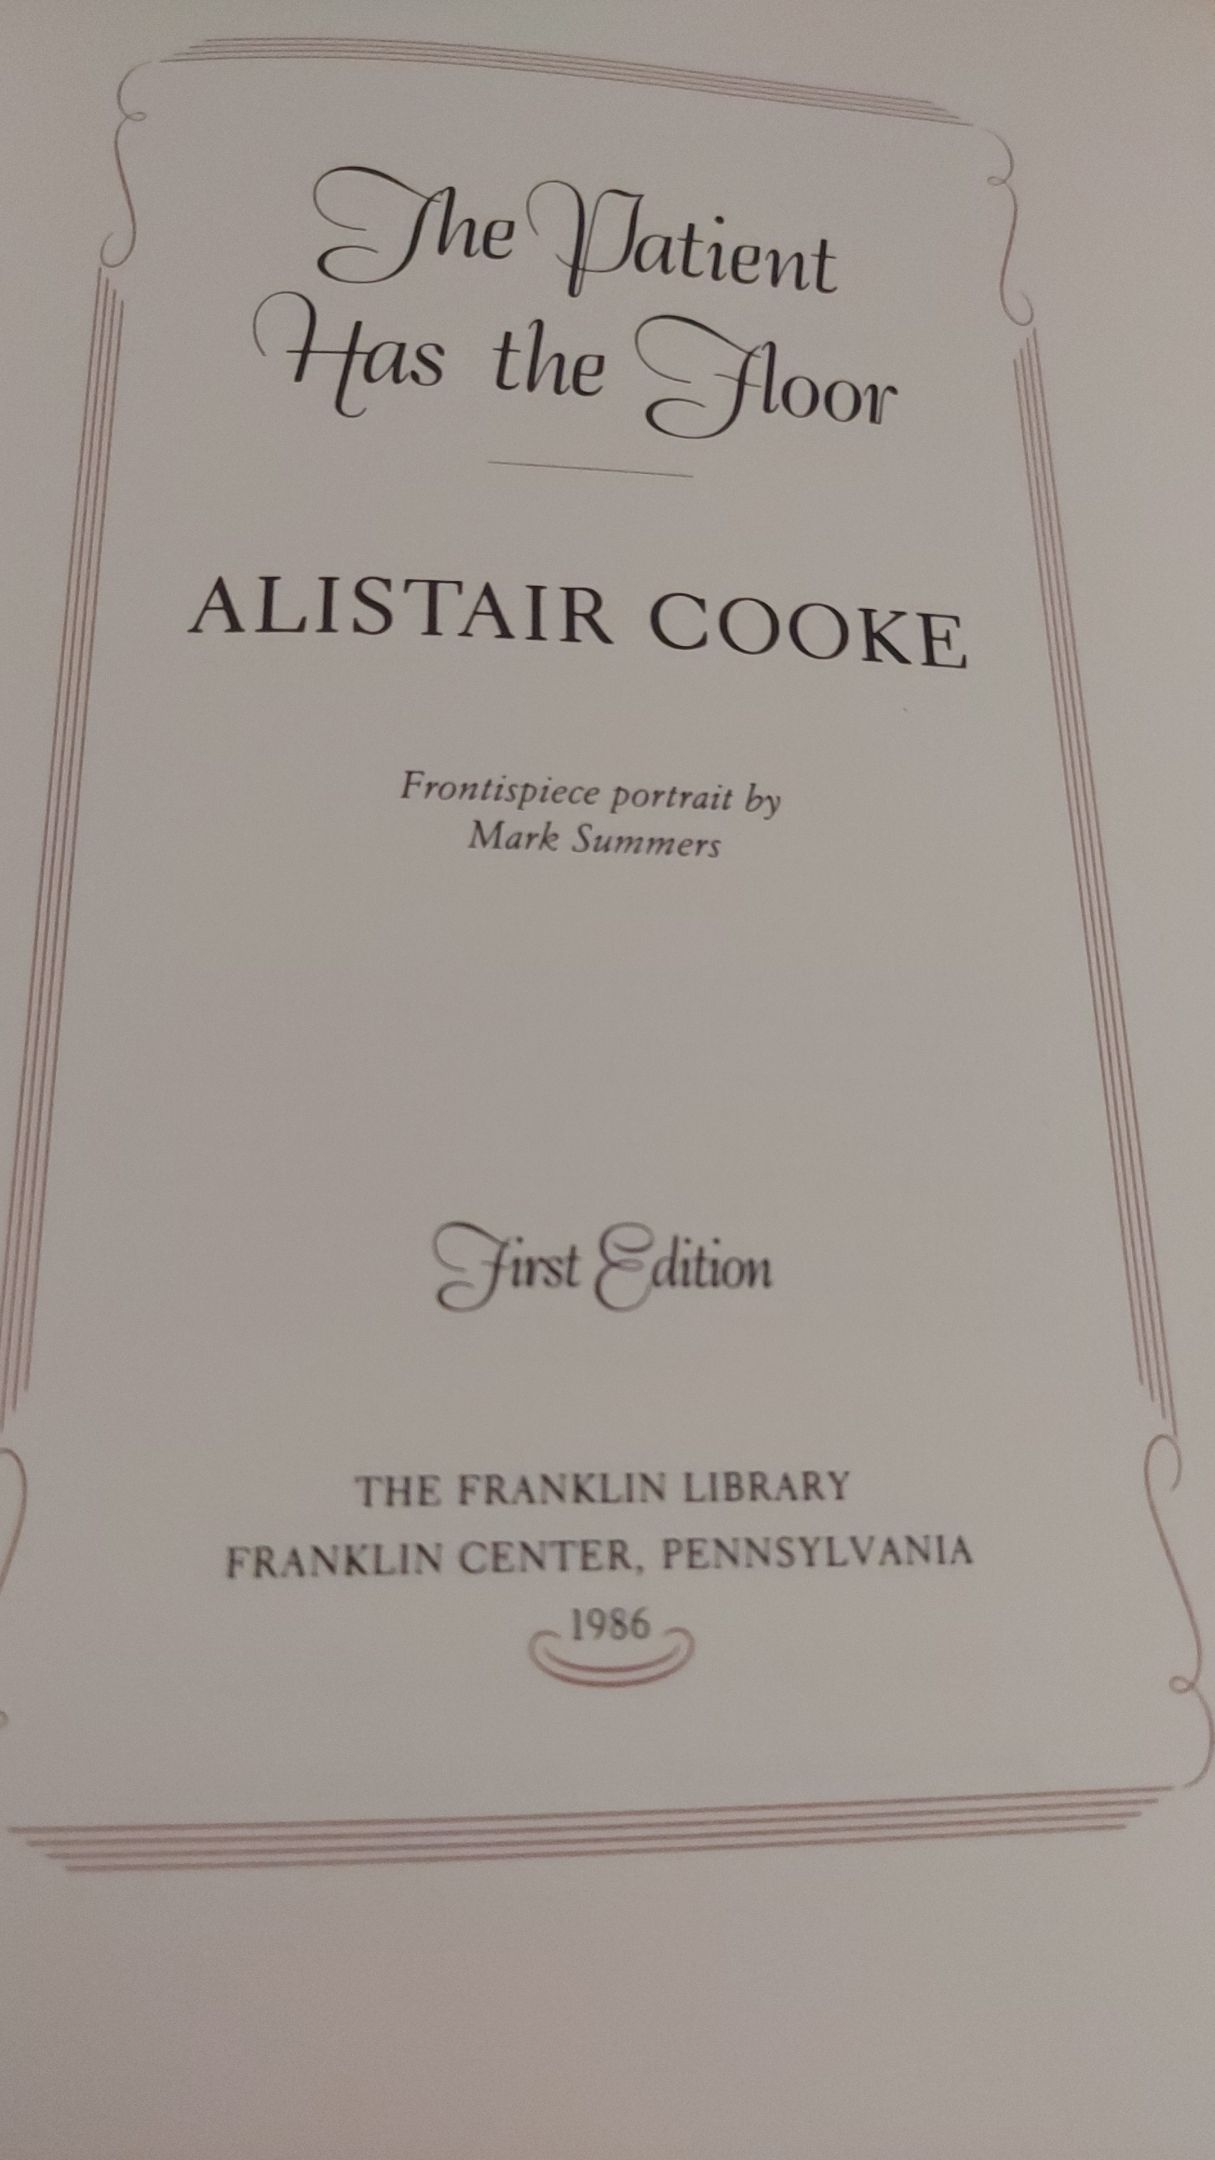 The Patient
Has the Floor
ALISTAIR COOKE
Frontispiece portrait by
Mark Summers
First Edition
THE FRANKLIN LIBRARY
FRANKLIN CENTER, PENNSYLVANIA
1986